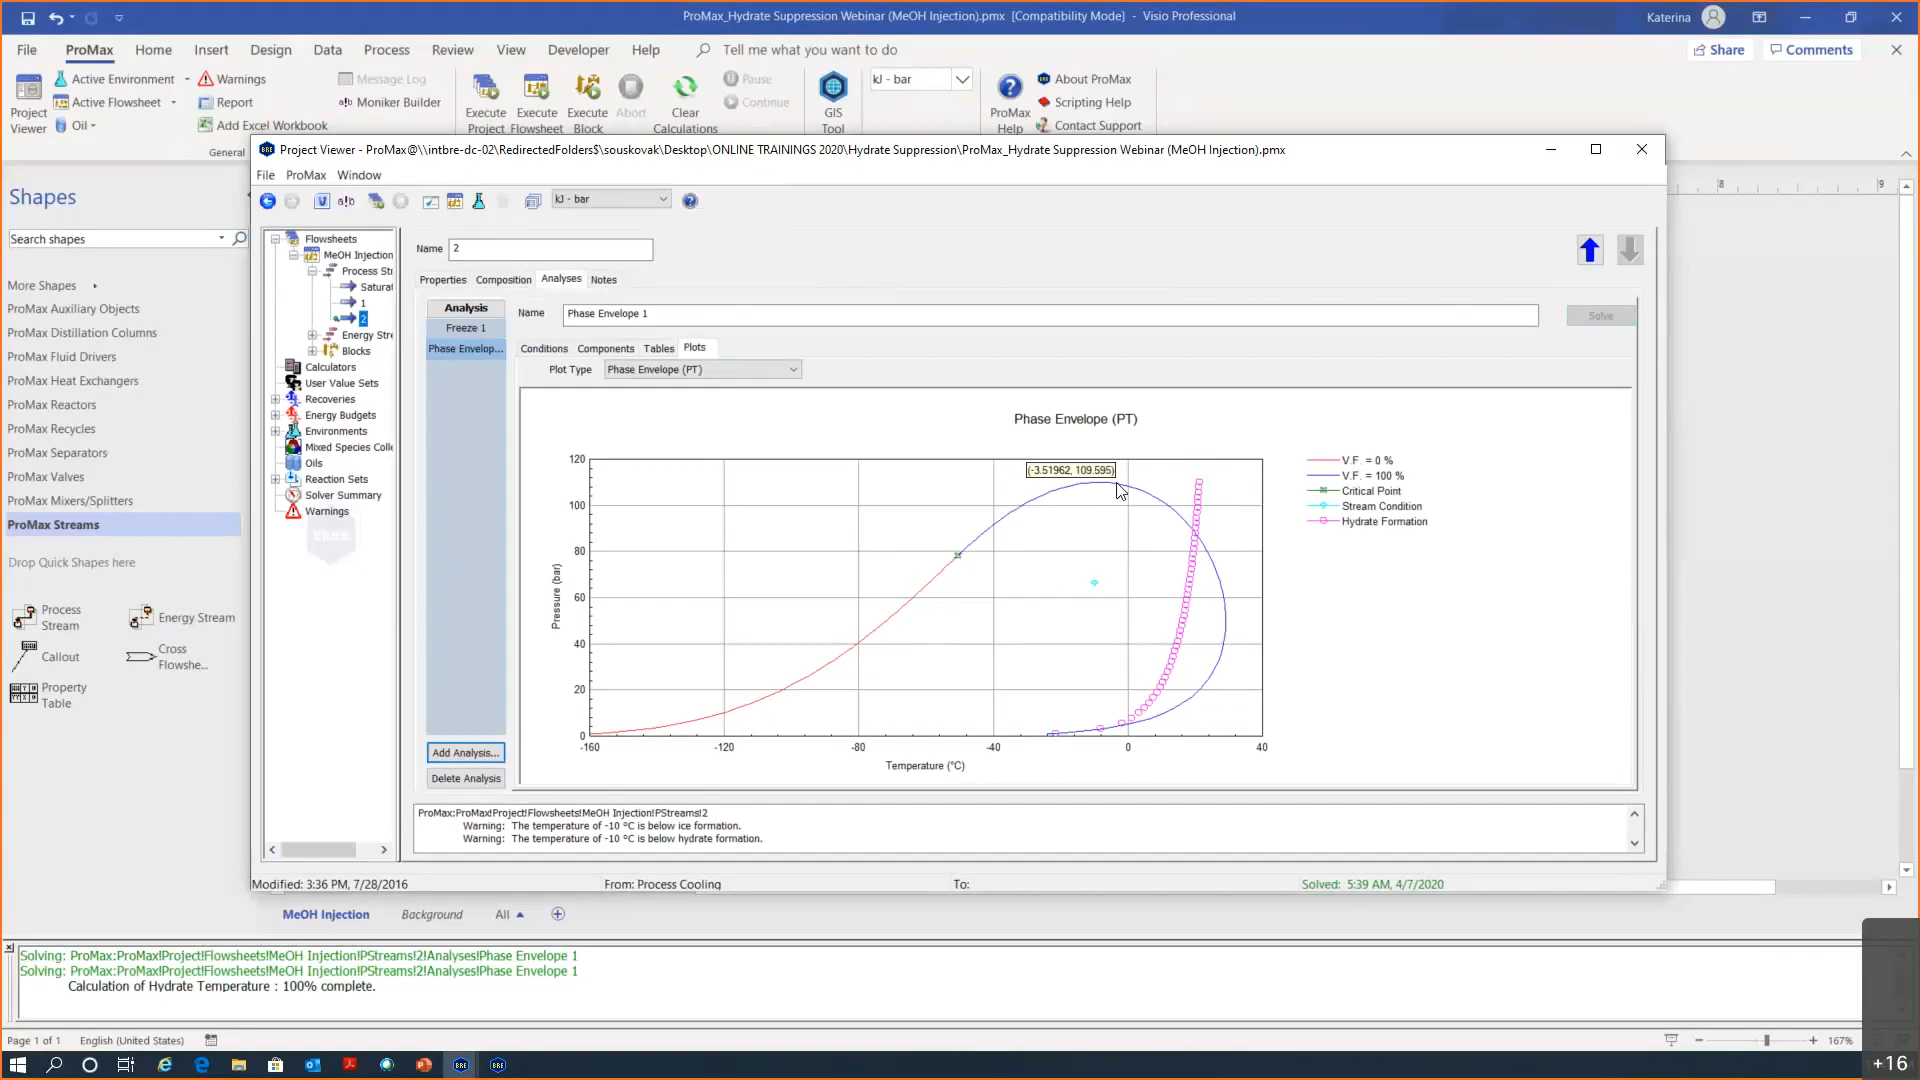 ProMax_Hydrate Suppression Webinar (MeOH Injection).pmx [Compatibility Mode] - Visio Professional
Katerina
File ProMax Home Insert Design Data Process Review View Developer Help Tell me what you want to do
Share Comments
Project Viewer
Active Environment
Active Flowsheet
Oil
Warnings
Report
Add Excel Workbook
Message Log
a!b Moniker Builder
General
Execute Project
Execute Flowsheet
Execute Block
Abort
Clear Calculations
Pause
Continue
GIS Tool
kJ - bar
ProMax Help
About ProMax
Scripting Help
Contact Support
Project Viewer - ProMax@\\intbre-dc-02\RedirectedFolders$\souskovak\Desktop\ONLINE TRAININGS 2020\Hydrate Suppression\ProMax_Hydrate Suppression Webinar (MeOH Injection).pmx
File ProMax Window
a!b
kJ - bar
8 9
Shapes
Search shapes
More Shapes
ProMax Auxiliary Objects
ProMax Distillation Columns
ProMax Fluid Drivers
ProMax Heat Exchangers
ProMax Reactors
ProMax Recycles
ProMax Separators
ProMax Valves
ProMax Mixers/Splitters
ProMax Streams
Drop Quick Shapes here
Process Stream
Energy Stream
Callout
Cross Flowshe...
Property Table
Flowsheets
MeOH Injection
Process Str
Saturat
1
2
Energy Stre
Blocks
Calculators
User Value Sets
Recoveries
Energy Budgets
Environments
Mixed Species Colle
Oils
Reaction Sets
Solver Summary
Warnings
Name 2
Properties Composition Analyses Notes
Analysis
Freeze 1
Phase Envelop...
Add Analysis...
Delete Analysis
Name Phase Envelope 1
Solve
Conditions Components Tables Plots
Plot Type Phase Envelope (PT)
Phase Envelope (PT)
(-3.51962, 109.595)
V.F. = 0 %
V.F. = 100 %
Critical Point
Stream Condition
Hydrate Formation
Pressure (bar)
120
100
80
60
40
20
0
-160 -120 -80 -40 0 40
Temperature (°C)
ProMax:ProMax!Project!Flowsheets!MeOH Injection!PStreams!2
Warning: The temperature of -10 °C is below ice formation.
Warning: The temperature of -10 °C is below hydrate formation.
Modified: 3:36 PM, 7/28/2016 From: Process Cooling To: Solved: 5:39 AM, 4/7/2020
MeOH Injection Background All
Solving: ProMax:ProMax!Project!Flowsheets!MeOH Injection!PStreams!2!Analyses!Phase Envelope 1
Solving: ProMax:ProMax!Project!Flowsheets!MeOH Injection!PStreams!2!Analyses!Phase Envelope 1
Calculation of Hydrate Temperature : 100% complete.
Page 1 of 1 English (United States)
167%
+16